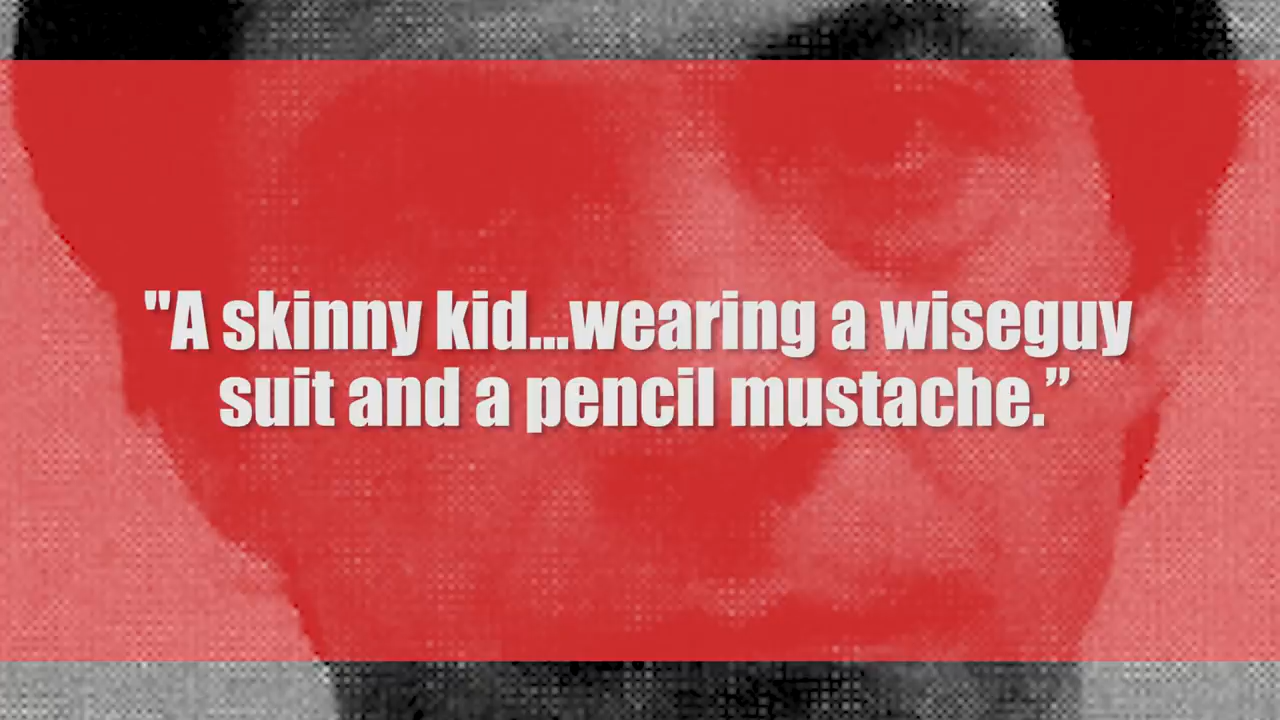 "A skinny kid...wearing a wiseguy
suit and a pencil mustache.”